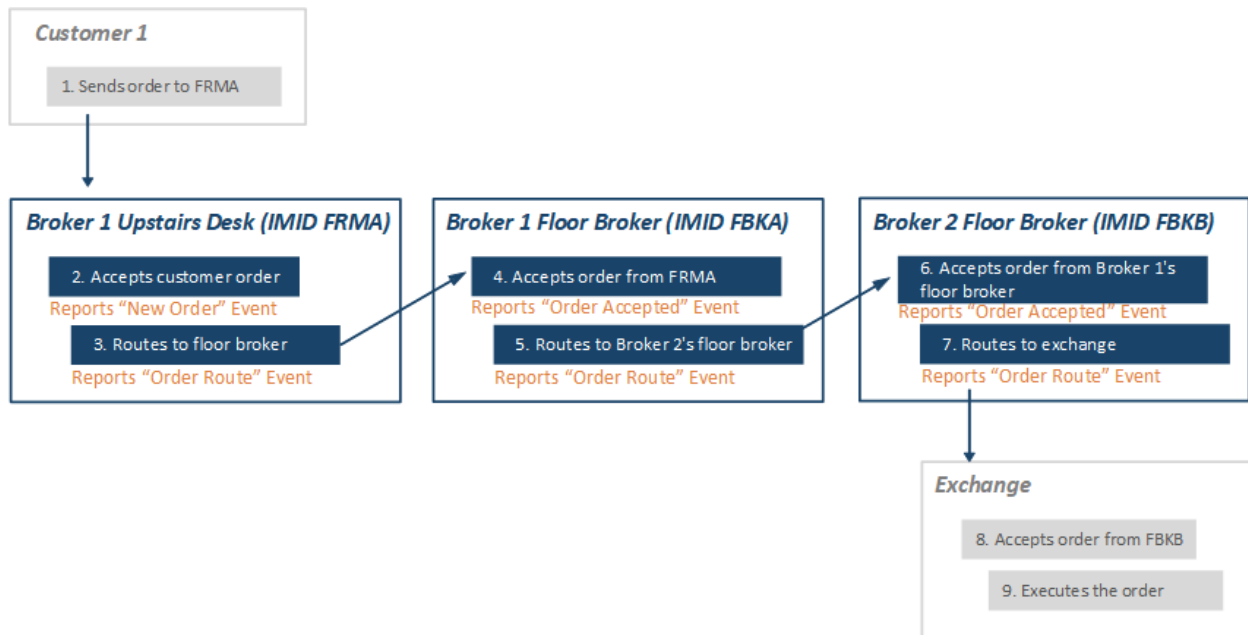 Customer 1
1. Sends order to FRMA
Broker 1 Upstairs Desk (IMID FRMA)
2. Accepts customer order
Reports “New Order” Event
3. Routes to floor broker
Reports “Order Route” Event
Broker 1 Floor Broker (IMID FBKA)
4. Accepts order from FRMA
Reports “Order Accepted” Event
5. Routes to Broker 2's floor broker
Reports “Order Route” Event
Broker 2 Floor Broker (IMID FBKB)
6. Accepts order from Broker 1's
floor broker
Reports “Order Accepted” Event
7. Routes to exchange
Reports “Order Route” Event
Exchange
8. Accepts order from FBKB
9. Executes the order